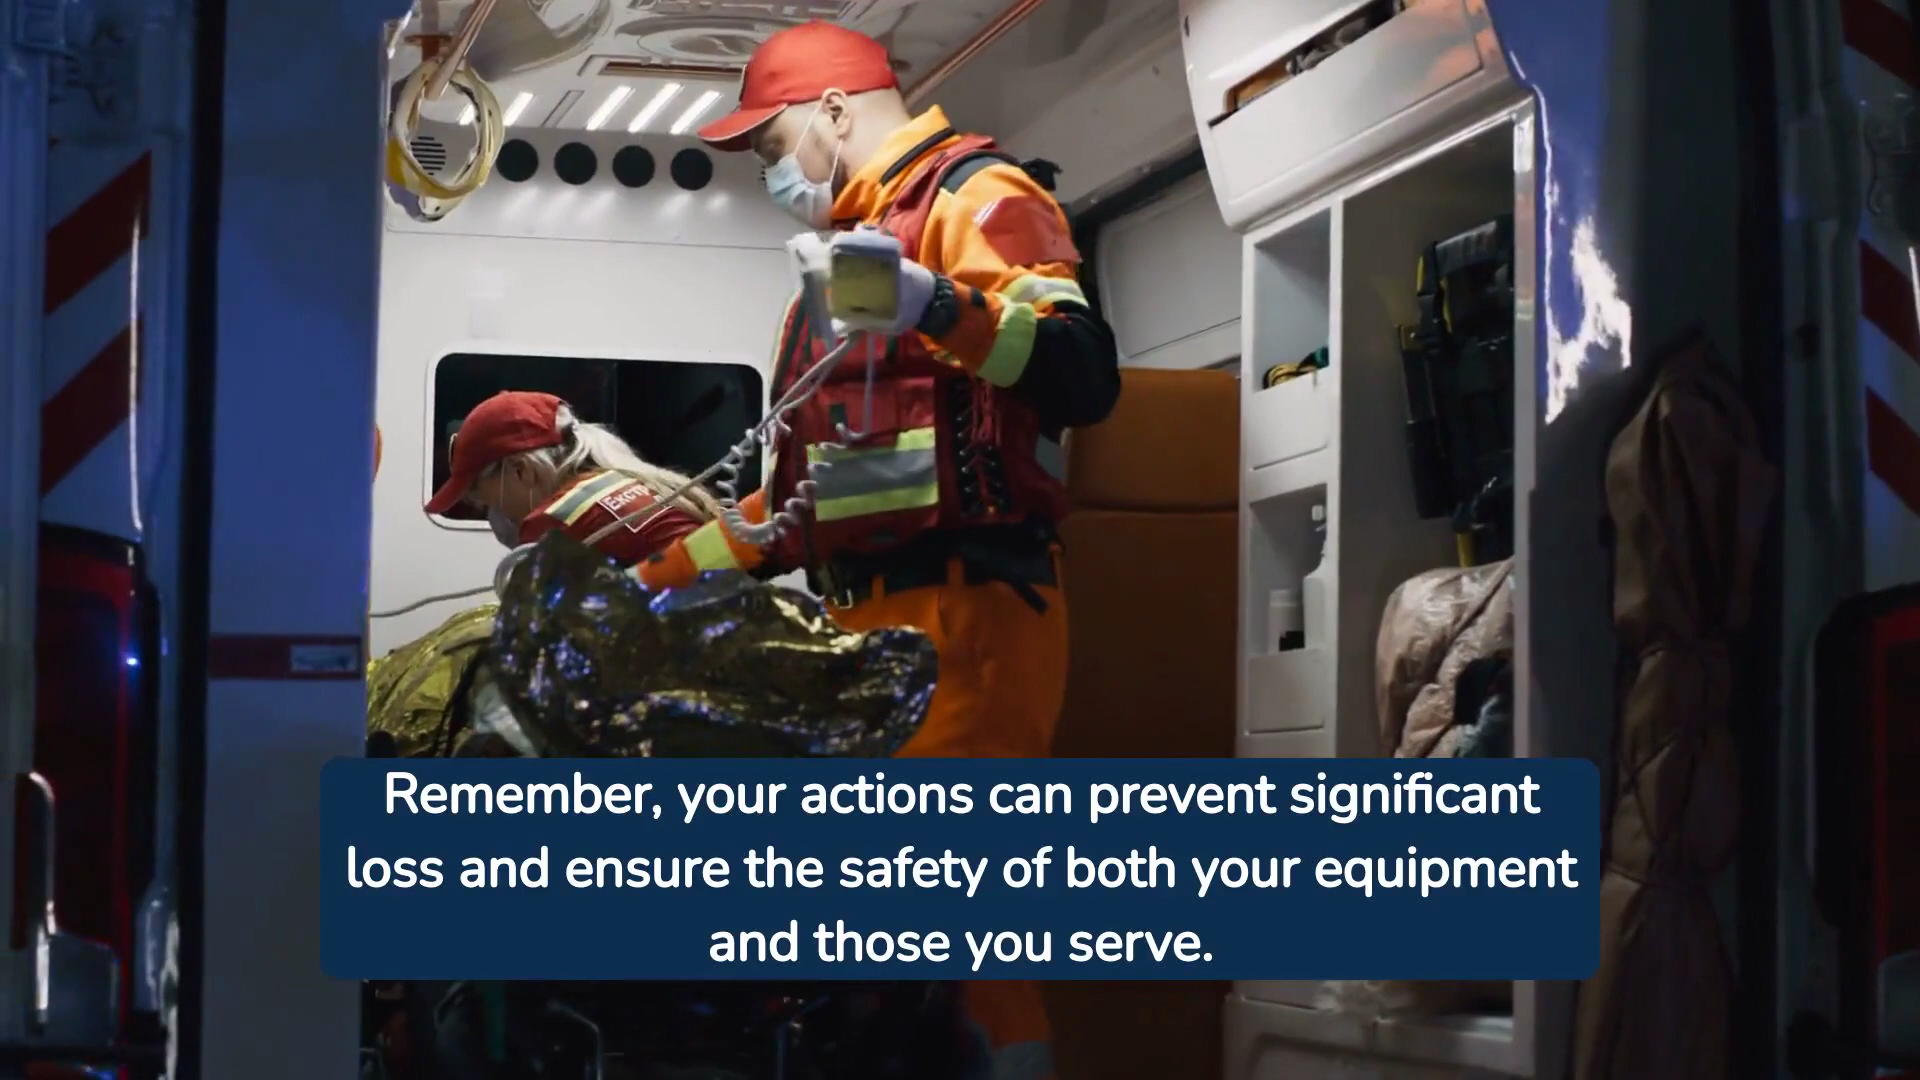 Екстр
Remember, your actions can prevent significant
loss and ensure the safety of both your equipment
and those you serve.